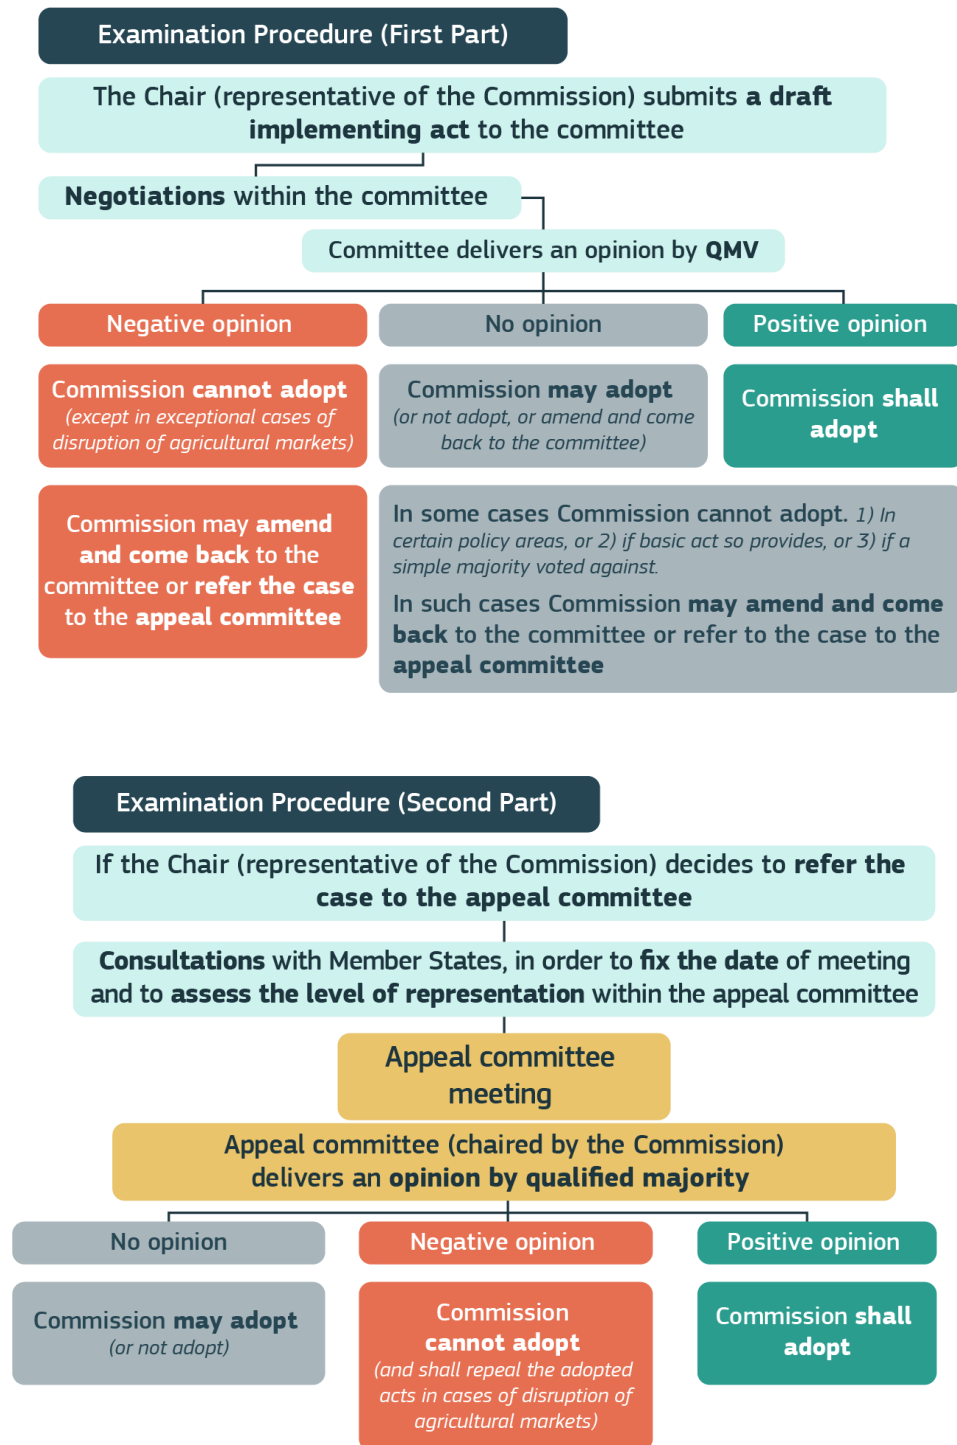 Examination Procedure (First Part)
The Chair (representative of the Commission) submits a draft
implementing act to the committee
Negotiations within the committee
Committee delivers an opinion by QMV
Negative opinion
No opinion
Positive opinion
Commission cannot adopt
(except in exceptional cases of
disruption of agricultural markets)
Commission may adopt
(or not adopt, or amend and come
back to the committee)
Commission shall
adopt
Commission may amend
and come back to the
committee or refer the case
to the appeal committee
In some cases Commission cannot adopt. 1) In
certain policy areas, or 2) if basic act so provides, or 3) if a
simple majority voted against.
In such cases Commission may amend and come
back to the committee or refer to the case to the
appeal committee
Examination Procedure (Second Part)
If the Chair (representative of the Commission) decides to refer the
case to the appeal committee
Consultations with Member States, in order to fix the date of meeting
and to assess the level of representation within the appeal committee
Appeal committee
meeting
Appeal committee (chaired by the Commission)
delivers an opinion by qualified majority
No opinion
Negative opinion
Positive opinion
Commission may adopt
(or not adopt)
Commission
cannot adopt
(and shall repeal the adopted
acts in cases of disruption of
agricultural markets)
Commission shall
adopt